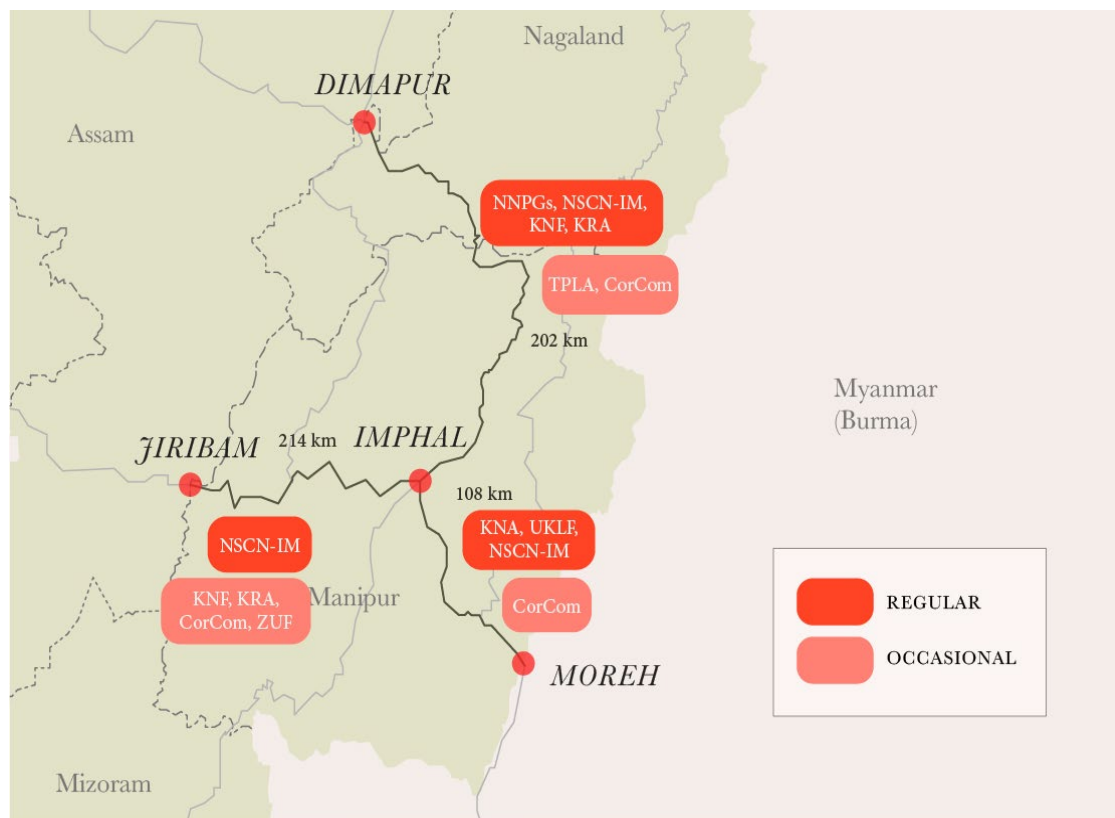 Nagaland
DIMAPUR
Assam
NNPGs, NSCN-IM,
KNF, KRA
TPLA, CorCom
202 km
Myanmar
(Burma)
JIRIBAM
214 km
IMPHAL
108 km
NSCN-IM
KNF, KRA,
CorCom, ZUF
Manipur
KNA, UKLF,
NSCN-IM
CorCom
MOREH
REGULAR
OCCASIONAL
Mizoram